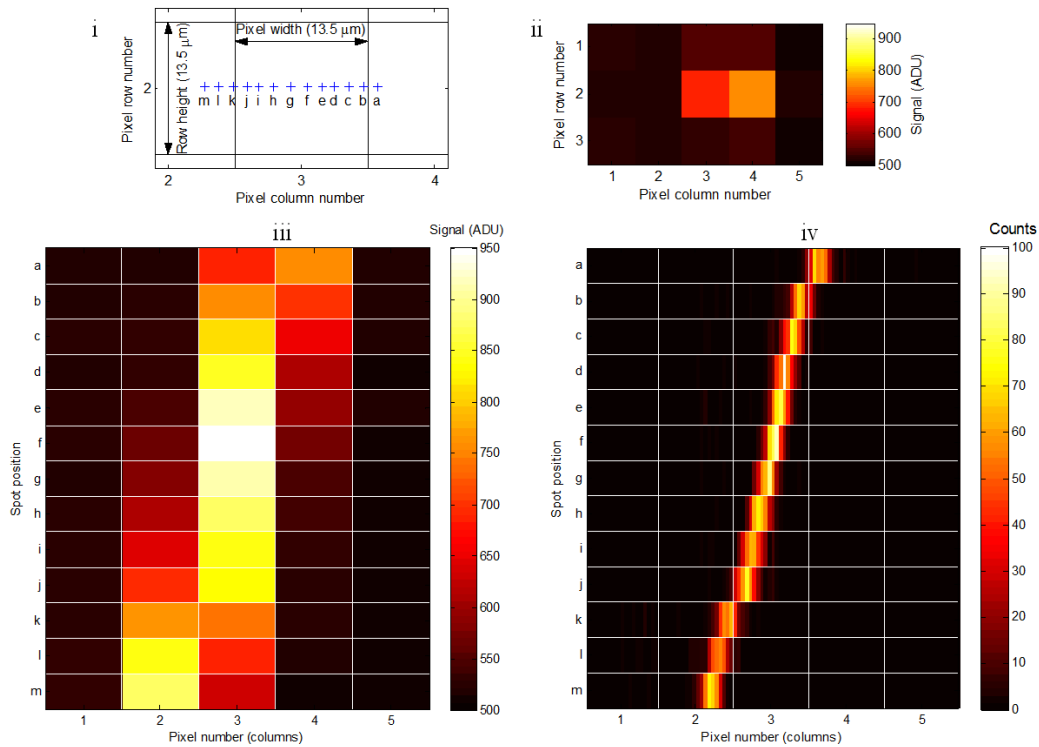 i
Pixel width (13.5 μm)
Row height (13.5 μm)
Pixel row number
2
m l k j i h g f e d c b a
2 3 4
Pixel column number
ii
Pixel row number
1
2
3
1 2 3 4 5
Pixel column number
900
800
700
600
500
Signal (ADU)
iii
Signal (ADU)
Spot position
a
b
c
d
e
f
g
h
i
j
k
l
m
1 2 3 4 5
Pixel number (columns)
950
900
850
800
750
700
650
600
550
500
iv
Counts
Spot position
a
b
c
d
e
f
g
h
i
j
k
l
m
1 2 3 4 5
Pixel number (columns)
100
90
80
70
60
50
40
30
20
10
0